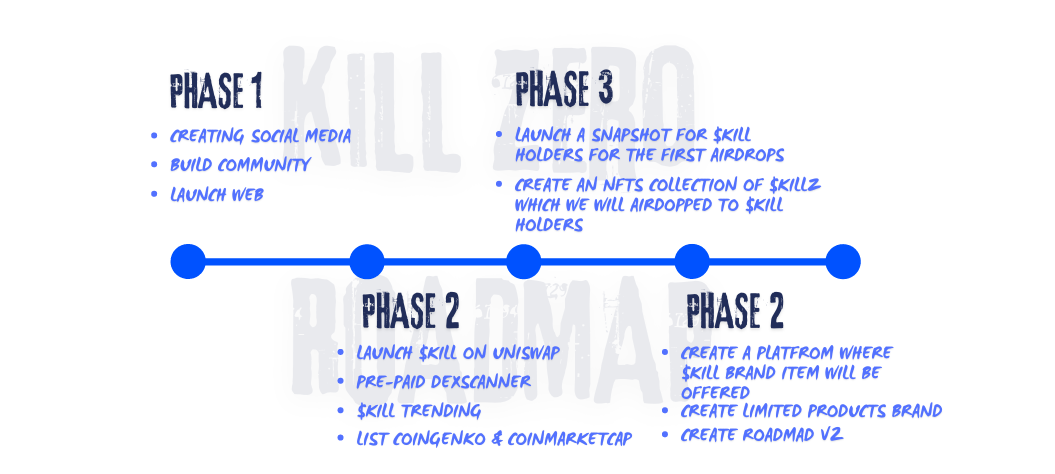 KILL ZERO
ROADMAP
PHASE 1
CREATING SOCIAL MEDIA
BUILD COMMUNITY
LAUNCH WEB
PHASE 2
LAUNCH $KILL ON UNISWAP
PRE-PAID DEXSCANNER
$KILL TRENDING
LIST COINGENKO & COINMARKETCAP
PHASE 3
LAUNCH A SNAPSHOT FOR $KILL
HOLDERS FOR THE FIRST AIRDROPS
CREATE AN NFTS COLLECTION OF $KILLZ
WHICH WE WILL AIRDOPPED TO $KILL
HOLDERS
PHASE 2
CREATE A PLATFROM WHERE
$KILL BRAND ITEM WILL BE
OFFERED
CREATE LIMITED PRODUCTS BRAND
CREATE ROADMAD V2